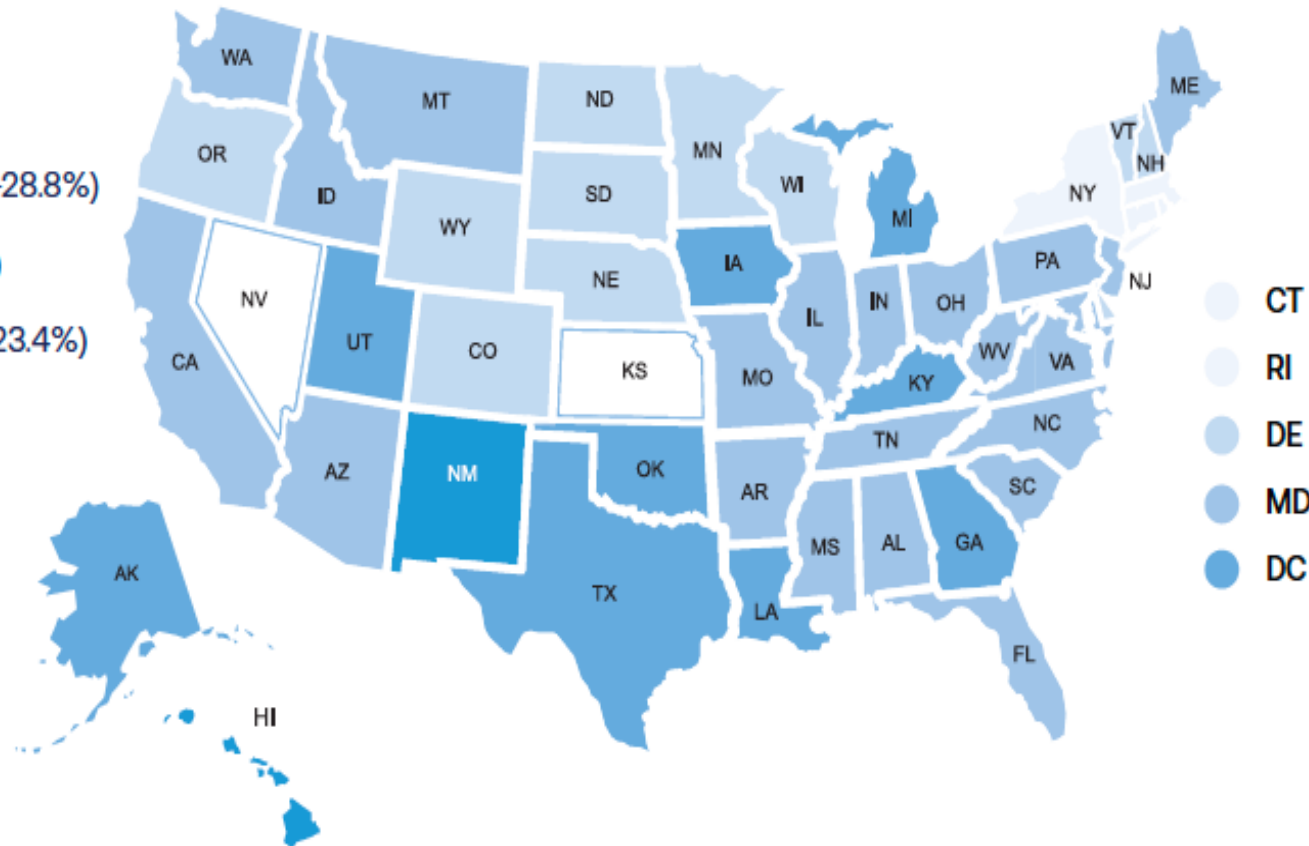 WA
MT
ND
ME
MN
VT
OR
NH
WI
-28.8%)
ID
SD
NY
MI
WY
IA
PA
)
NE
NJ
NV
IN
OH
CT
IL
23.4%)
UT
CO
WV
VA
CA
KS
MO
KY
RI
NC
TN
DE
AZ
NM
OK
AR
SC
MD
MS
AL
GA
AK
TX
LA
DC
FL
HI